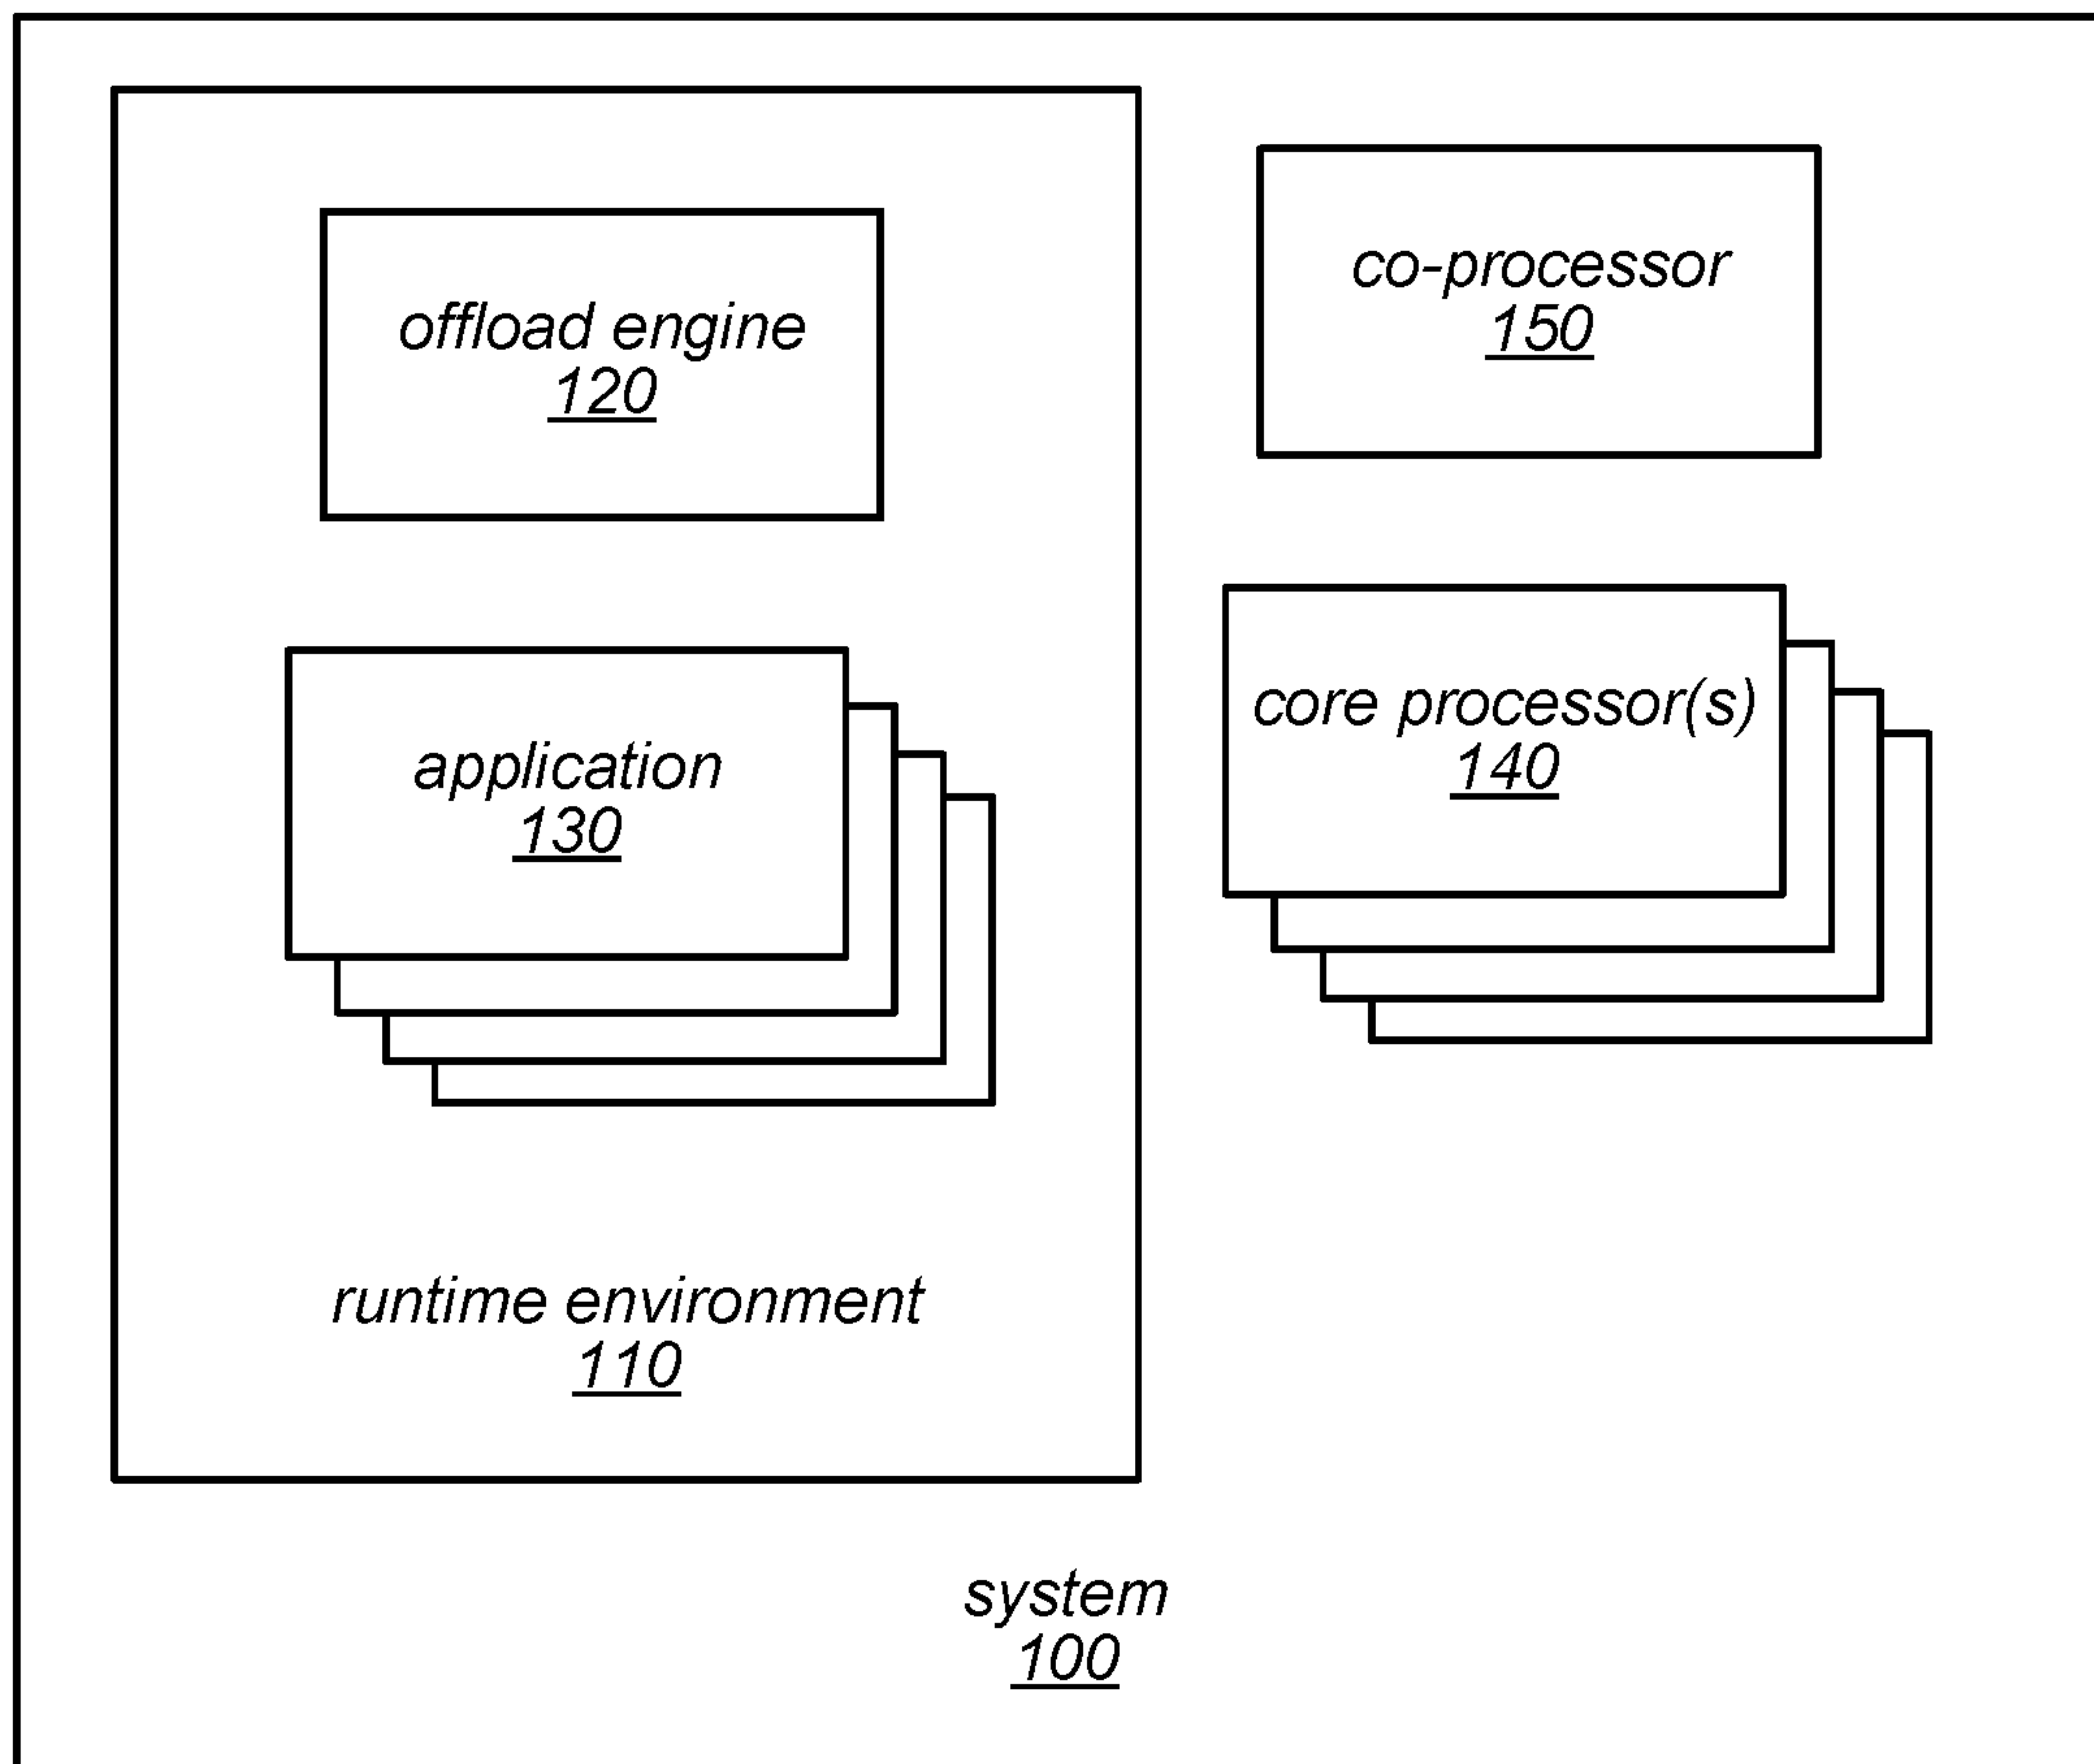 offload engine
120
co-processor
150
application
130
core processor(s)
140
runtime environment
110
system
100